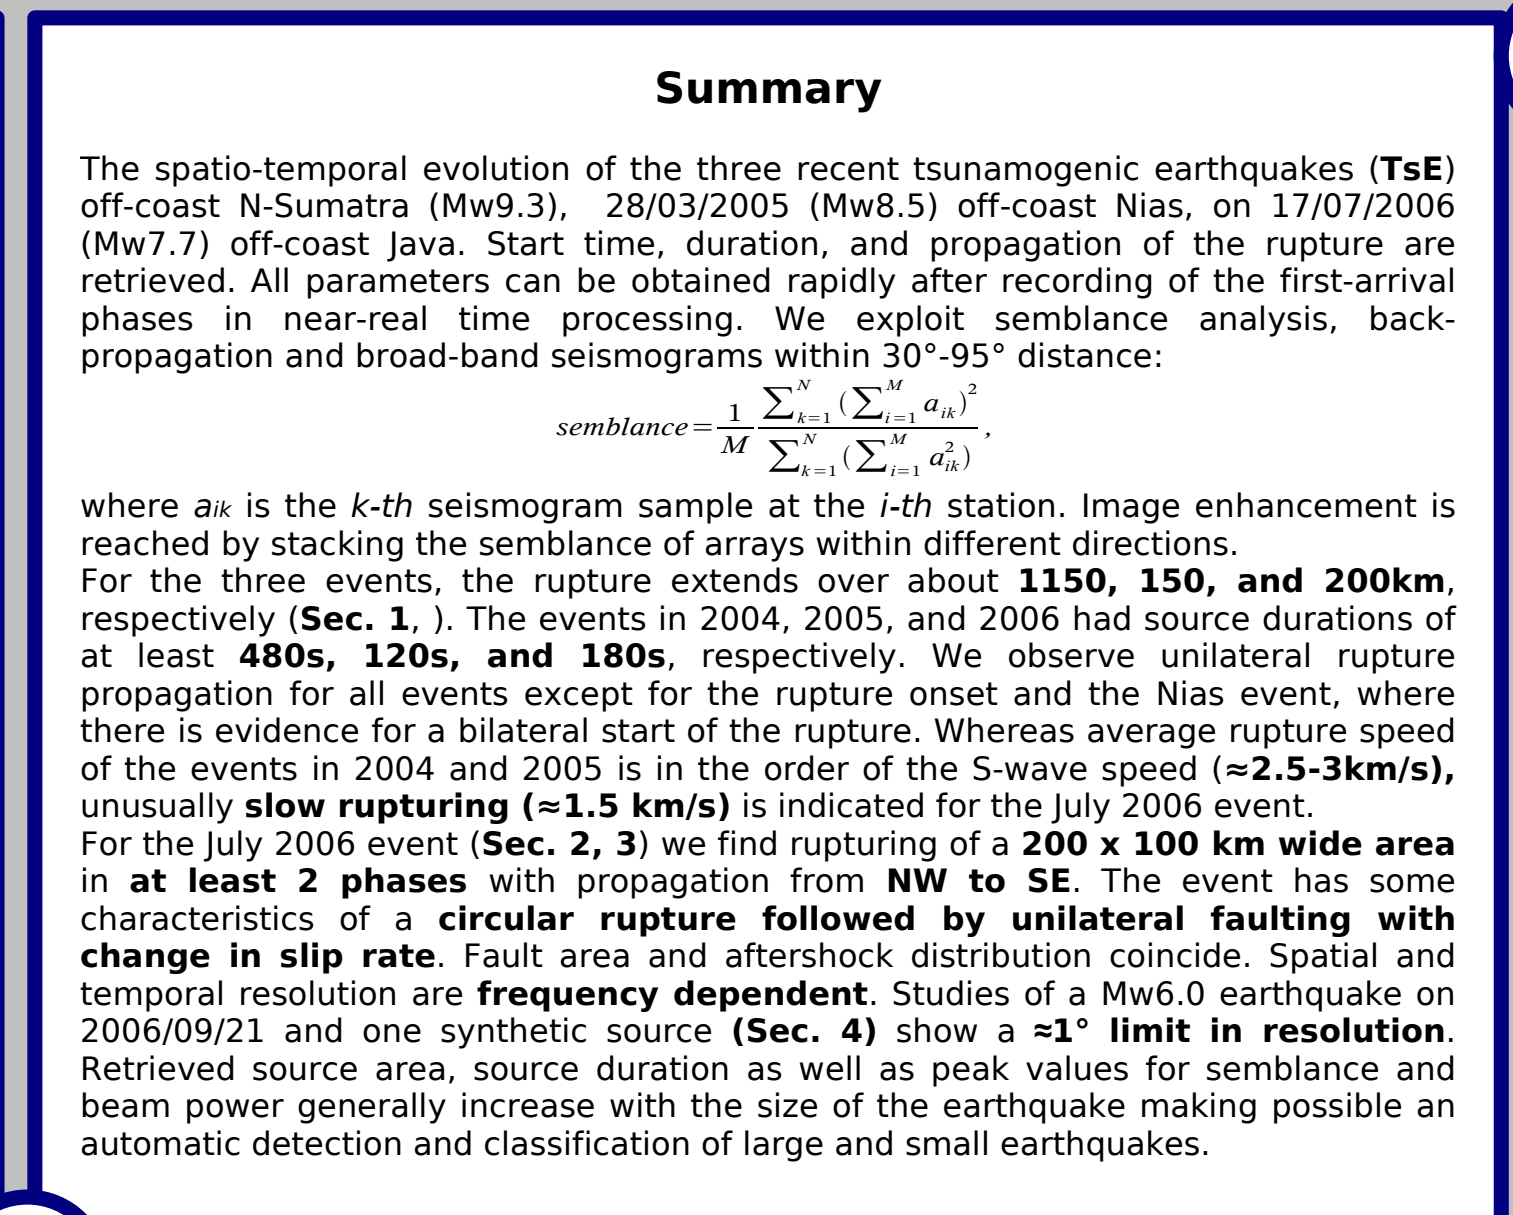 Summary
The spatio-temporal evolution of the three recent tsunamogenic earthquakes (TsE)
off-coast N-Sumatra (Mw9.3), 28/03/2005 (Mw8.5) off-coast Nias, on 17/07/2006
(Mw7.7) off-coast Java. Start time, duration, and propagation of the rupture are
retrieved. All parameters can be obtained rapidly after recording of the first-arrival
phases in near-real time processing. We exploit semblance analysis, back-
propagation and broad-band seismograms within 30°-95° distance:
semblance = \frac{1}{M} \frac{\sum_{k=1}^{N} (\sum_{i=1}^{M} a_{ik})^2}{\sum_{k=1}^{N} (\sum_{i=1}^{M} a_{ik}^2)} ,
where aik is the k-th seismogram sample at the i-th station. Image enhancement is
reached by stacking the semblance of arrays within different directions.
For the three events, the rupture extends over about 1150, 150, and 200km,
respectively (Sec. 1, ). The events in 2004, 2005, and 2006 had source durations of
at least 480s, 120s, and 180s, respectively. We observe unilateral rupture
propagation for all events except for the rupture onset and the Nias event, where
there is evidence for a bilateral start of the rupture. Whereas average rupture speed
of the events in 2004 and 2005 is in the order of the S-wave speed (≈2.5-3km/s),
unusually slow rupturing (≈1.5 km/s) is indicated for the July 2006 event.
For the July 2006 event (Sec. 2, 3) we find rupturing of a 200 x 100 km wide area
in at least 2 phases with propagation from NW to SE. The event has some
characteristics of a circular rupture followed by unilateral faulting with
change in slip rate. Fault area and aftershock distribution coincide. Spatial and
temporal resolution are frequency dependent. Studies of a Mw6.0 earthquake on
2006/09/21 and one synthetic source (Sec. 4) show a ≈1° limit in resolution.
Retrieved source area, source duration as well as peak values for semblance and
beam power generally increase with the size of the earthquake making possible an
automatic detection and classification of large and small earthquakes.